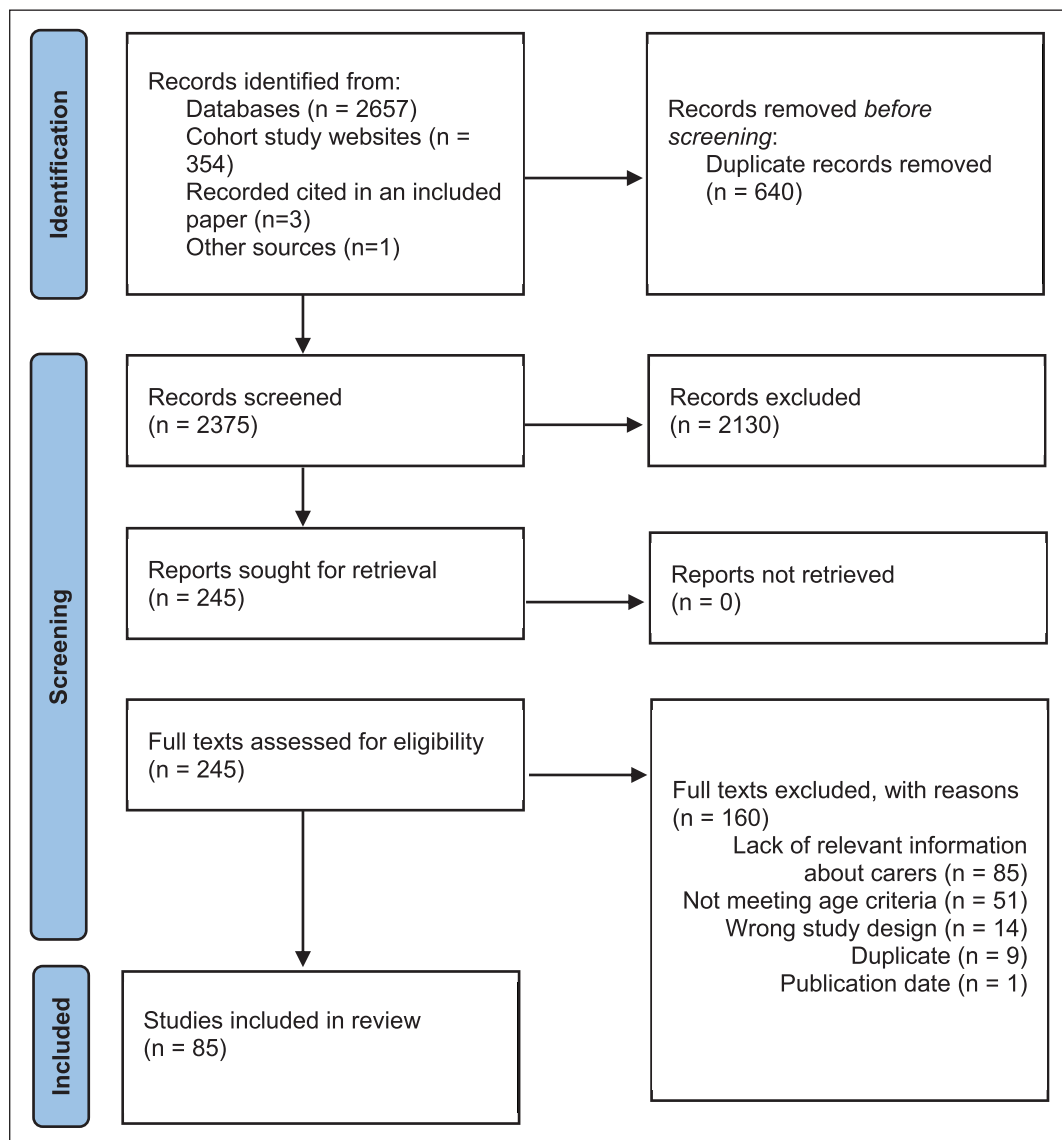 Identification
Records identified from:
Databases (n = 2657)
Cohort study websites (n =
354)
Recorded cited in an included
paper (n=3)
Other sources (n=1)
Records removed before
screening:
Duplicate records removed
(n = 640)
Screening
Records screened
(n = 2375)
Records excluded
(n = 2130)
Reports sought for retrieval
(n = 245)
Reports not retrieved
(n = 0)
Full texts assessed for eligibility
(n = 245)
Full texts excluded, with reasons
(n = 160)
Lack of relevant information
about carers (n = 85)
Not meeting age criteria (n = 51)
Wrong study design (n = 14)
Duplicate (n = 9)
Publication date (n = 1)
Included
Studies included in review
(n = 85)